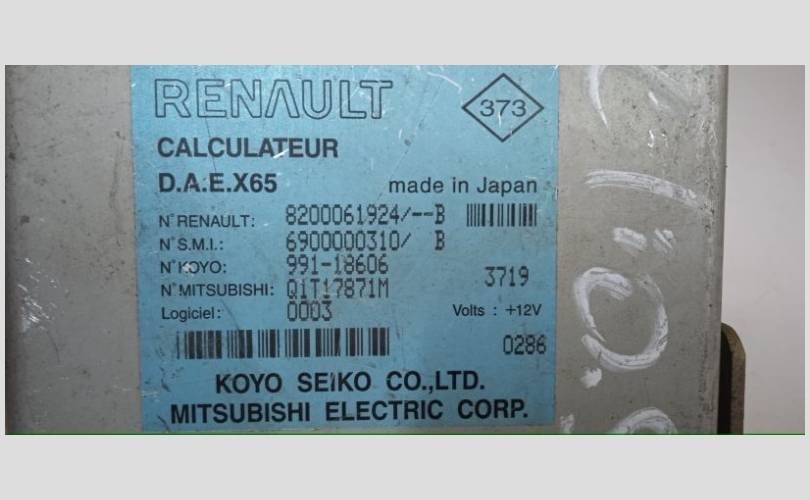 RENAULT 373
CALCULATEUR
D.A.E.X65 made in Japan
N° RENAULT: 8200061924/--B
N° S.M.I.: 6900000310/ B
N° KOYO: 991-18606 3719
N° MITSUBISHI: Q1T17871M
Logiciel: 0003 Volts : +12V
0286
KOYO SEIKO CO.,LTD.
MITSUBISHI ELECTRIC CORP.